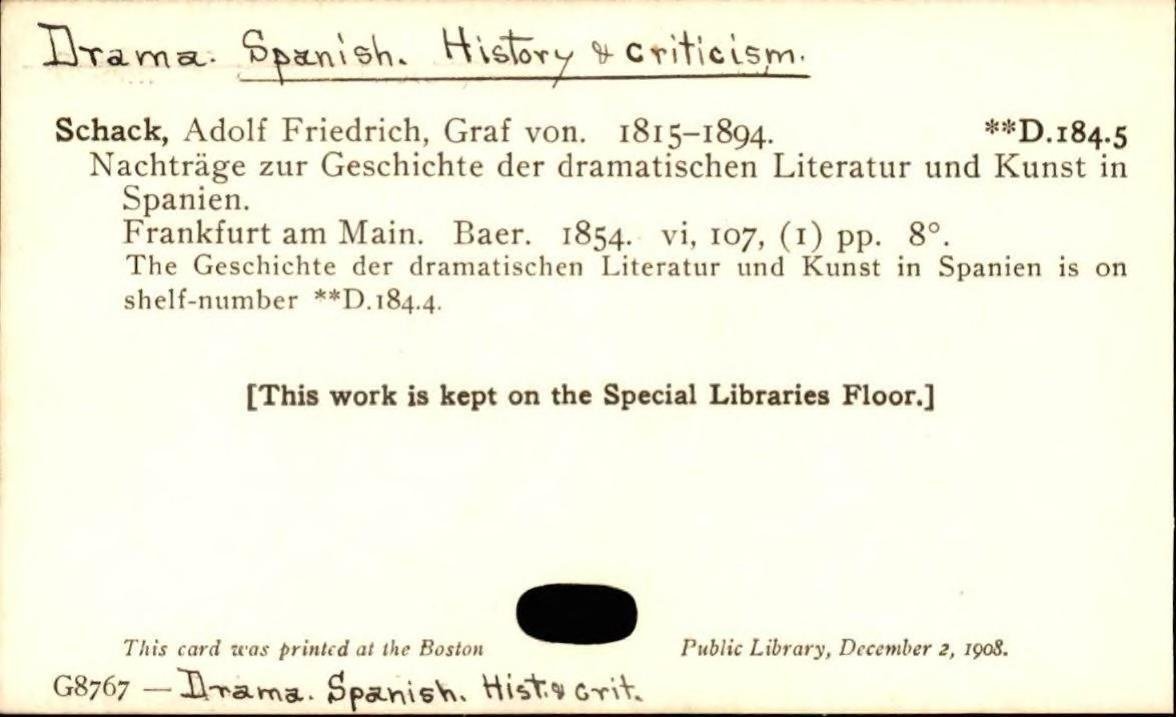 Drama. Spanish. History & criticism.
Schack, Adolf Friedrich, Graf von. 1815–1894. **D.184.5
Nachträge zur Geschichte der dramatischen Literatur und Kunst in
Spanien.
Frankfurt am Main. Baer. 1854. vi, 107, (1) pp. 8°.
The Geschichte der dramatischen Literatur und Kunst in Spanien is on
shelf-number **D.184.4.
[This work is kept on the Special Libraries Floor.]
This card was printed at the Boston Public Library, December 2, 1908.
G8767 — Drama. Spanish. Hist. & crit.